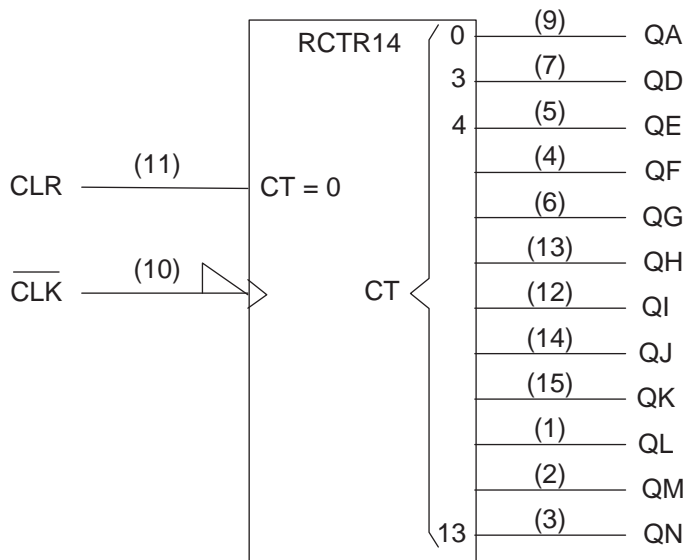 RCTR14 0 (9) QA
3 (7) QD
4 (5) QE
(4) QF
CLR (11) CT = 0
(6) QG
(13) QH
CLK (10) CT (12) QI
(14) QJ
(15) QK
(1) QL
(2) QM
13 (3) QN